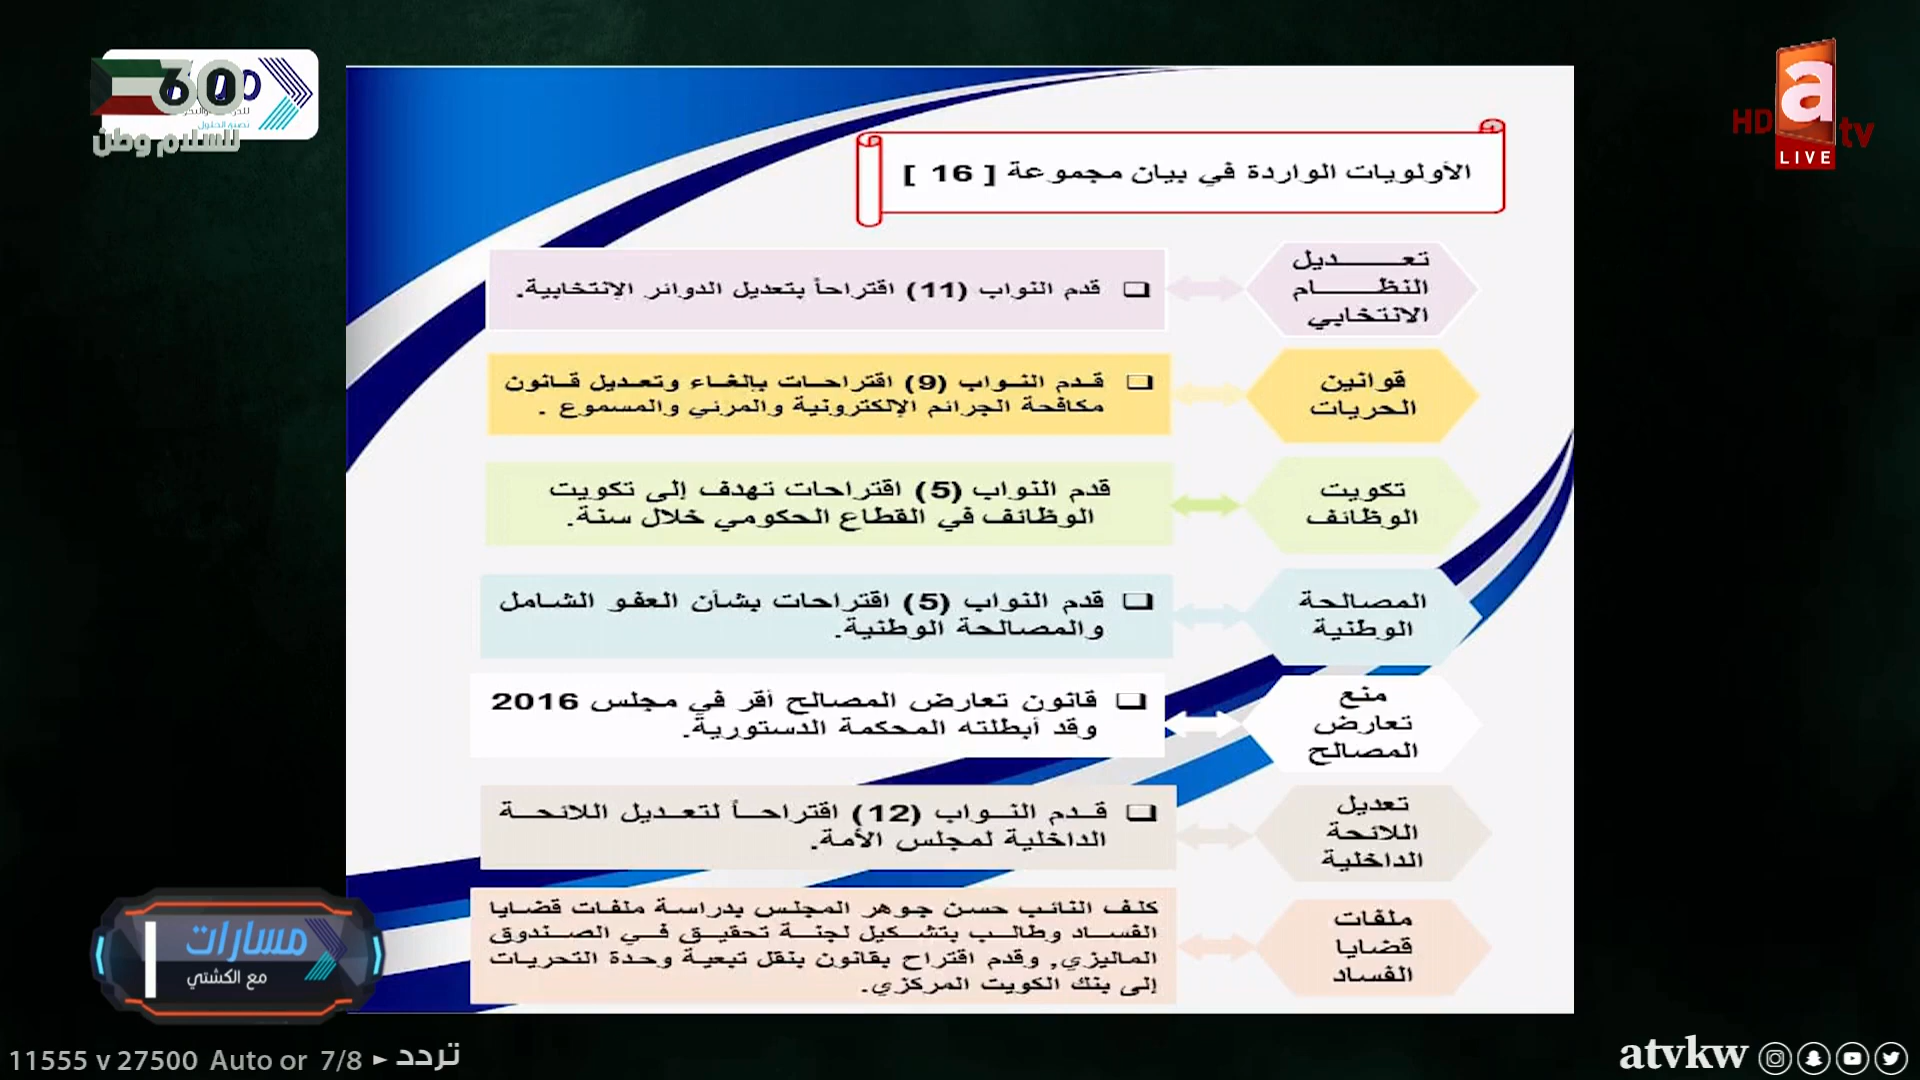 60
للسلام وطن
HD
a
tv
LIVE
الأولويات الواردة في بيان مجموعة [ 16 ]
تعديل
النظام
الانتخابي
❑ قدم النواب (11) اقتراحاً بتعديل الدوائر الإنتخابية.
قوانين
الحريات
❑ قدم النواب (9) اقتراحات بإلغاء وتعديل قانون
مكافحة الجرائم الإلكترونية والمرئي والمسموع .
تكويت
الوظائف
قدم النواب (5) اقتراحات تهدف إلى تكويت
الوظائف في القطاع الحكومي خلال سنة.
المصالحة
الوطنية
❑ قدم النواب (5) اقتراحات بشأن العفو الشامل
والمصالحة الوطنية.
منع
تعارض
المصالح
❑ قانون تعارض المصالح أقر في مجلس 2016
وقد أبطلته المحكمة الدستورية.
تعديل
اللائحة
الداخلية
❑ قدم النواب (12) اقتراحاً لتعديل اللائحة
الداخلية لمجلس الأمة.
ملفات
قضايا
الفساد
كلف النائب حسن جوهر المجلس بدراسة ملفات قضايا
الفساد وطالب بتشكيل لجنة تحقيق في الصندوق
الماليزي, وقدم اقتراح بقانون بنقل تبعية وحدة التحريات
إلى بنك الكويت المركزي.
مسارات
مع الكشتي
11555 v 27500 Auto or 7/8 ► تردد
atvkw